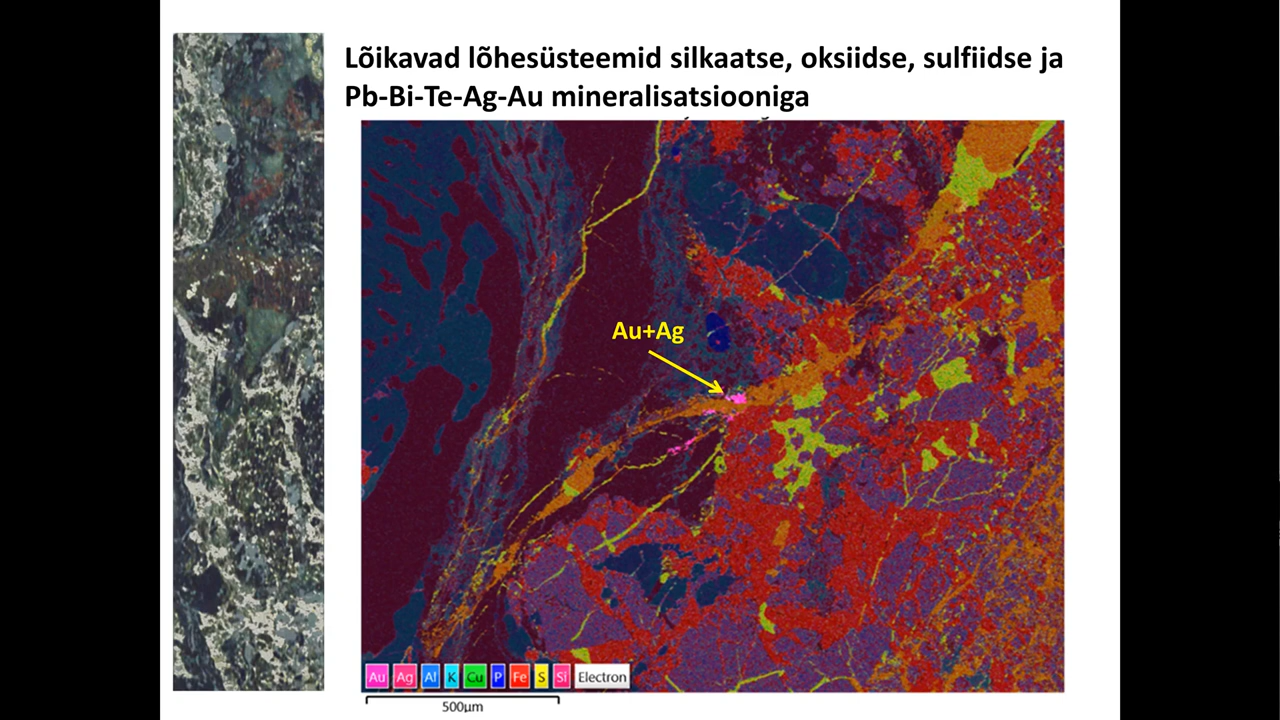 Lõikavad lõhesüsteemid silkaatse, oksiidse, sulfiidse ja
Pb-Bi-Te-Ag-Au mineralisatsiooniga
Au+Ag
Au Ag Al K Cu P Fe S Si Electron
500µm